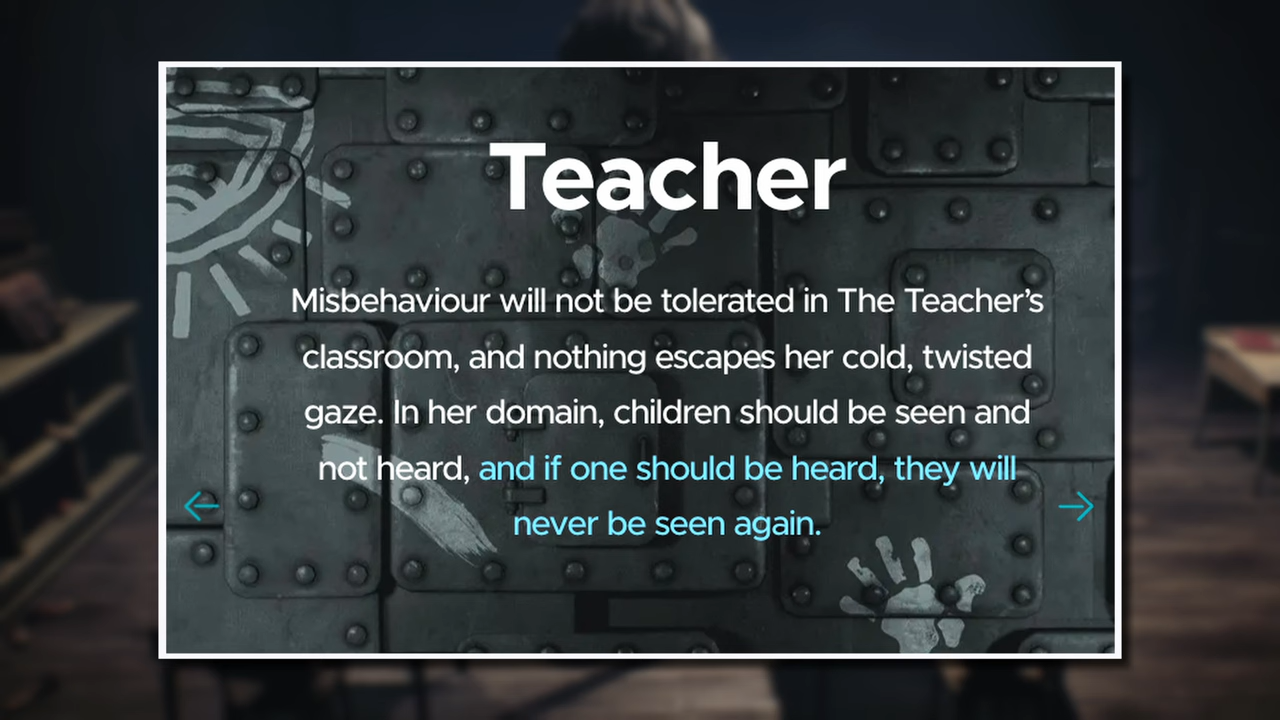 Teacher
Misbehaviour will not be tolerated in The Teacher’s
classroom, and nothing escapes her cold, twisted
gaze. In her domain, children should be seen and
not heard, and if one should be heard, they will
never be seen again.